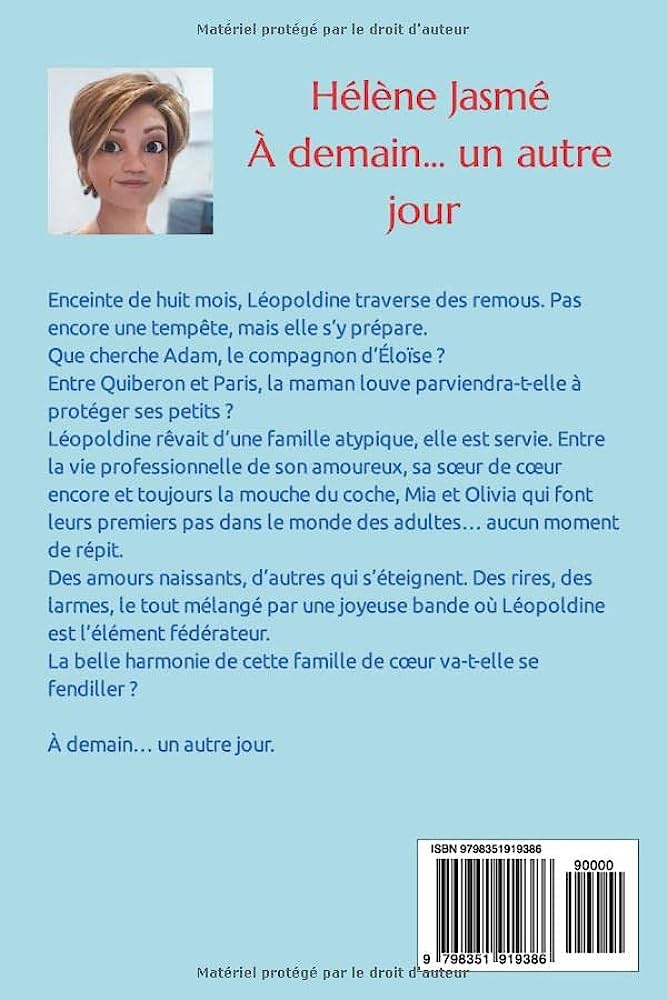 Matériel protégé par le droit d'auteur
Hélène Jasmé
À demain... un autre
jour
Enceinte de huit mois, Léopoldine traverse des remous. Pas
encore une tempête, mais elle s’y prépare.
Que cherche Adam, le compagnon d’Éloïse ?
Entre Quiberon et Paris, la maman louve parviendra-t-elle à
protéger ses petits ?
Léopoldine rêvait d’une famille atypique, elle est servie. Entre
la vie professionnelle de son amoureux, sa sœur de cœur
encore et toujours la mouche du coche, Mia et Olivia qui font
leurs premiers pas dans le monde des adultes… aucun moment
de répit.
Des amours naissants, d’autres qui s’éteignent. Des rires, des
larmes, le tout mélangé par une joyeuse bande où Léopoldine
est l’élément fédérateur.
La belle harmonie de cette famille de cœur va-t-elle se
fendiller ?
À demain… un autre jour.
ISBN 9798351919386
90000
9 798351 919386
Matériel protégé par le droit d'auteur